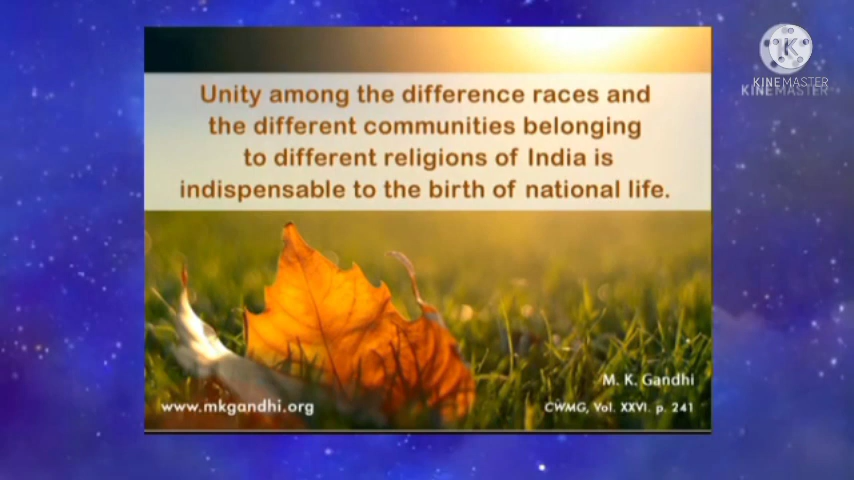 Unity among the difference races and
the different communities belonging
to different religions of India is
indispensable to the birth of national life.
M. K. Gandhi
www.mkgandhi.org
CWMG, Vol. XXVI. p. 241
K
KINEMASTER
KINEMASTER